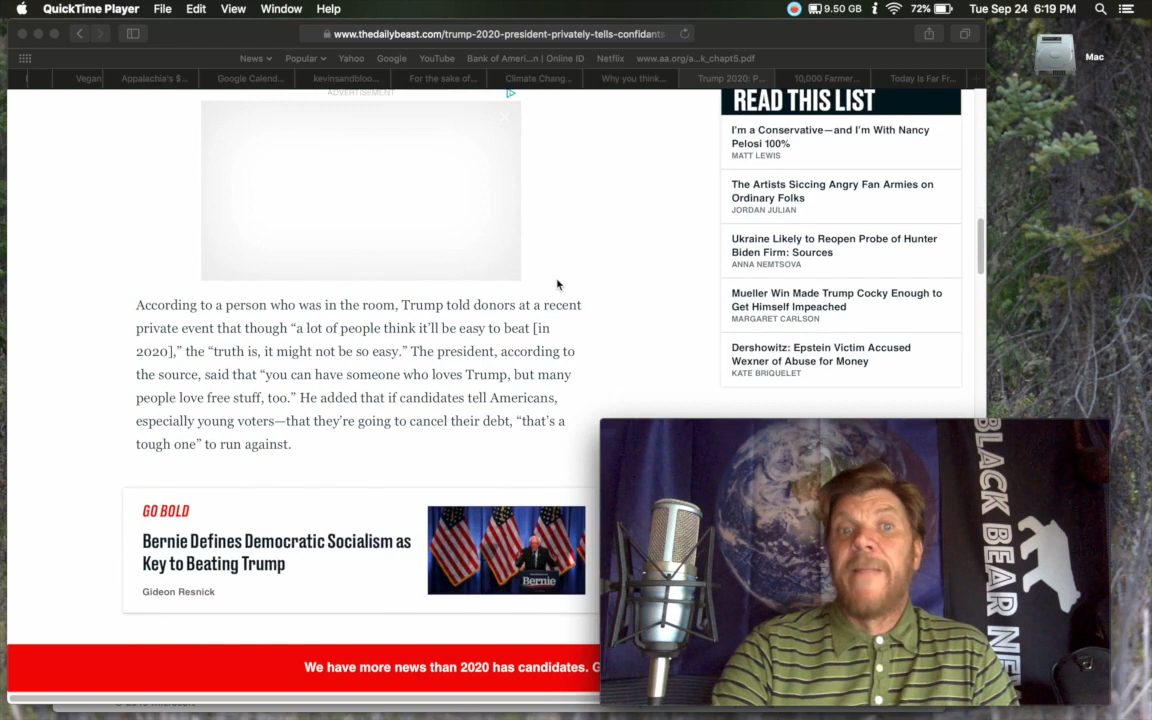 QuickTime Player File Edit View Window Help 9.50 GB 72% Tue Sep 24 6:19 PM
www.thedailybeast.com/trump-2020-president-privately-tells-confidants-
Mac
News Popular Yahoo Google YouTube Bank of Ameri...n | Online ID Netflix www.aa.org/a...k_chapt5.pdf
Vegan Appalachia's $... Google Calend... kevinsandbloo... For the sake of... Climate Chang... Why you think... Trump 2020: P... 10,000 Farmer... Today Is Far Fr...
ADVERTISEMENT
According to a person who was in the room, Trump told donors at a recent
private event that though “a lot of people think it’ll be easy to beat [in
2020],” the “truth is, it might not be so easy.” The president, according to
the source, said that “you can have someone who loves Trump, but many
people love free stuff, too.” He added that if candidates tell Americans,
especially young voters—that they’re going to cancel their debt, “that’s a
tough one” to run against.
GO BOLD
Bernie Defines Democratic Socialism as
Key to Beating Trump
Gideon Resnick
Bernie
We have more news than 2020 has candidates. G
READ THIS LIST
I'm a Conservative—and I'm With Nancy
Pelosi 100%
MATT LEWIS
The Artists Siccing Angry Fan Armies on
Ordinary Folks
JORDAN JULIAN
Ukraine Likely to Reopen Probe of Hunter
Biden Firm: Sources
ANNA NEMTSOVA
Mueller Win Made Trump Cocky Enough to
Get Himself Impeached
MARGARET CARLSON
Dershowitz: Epstein Victim Accused
Wexner of Abuse for Money
KATE BRIQUELET
BLACK BEAR NE